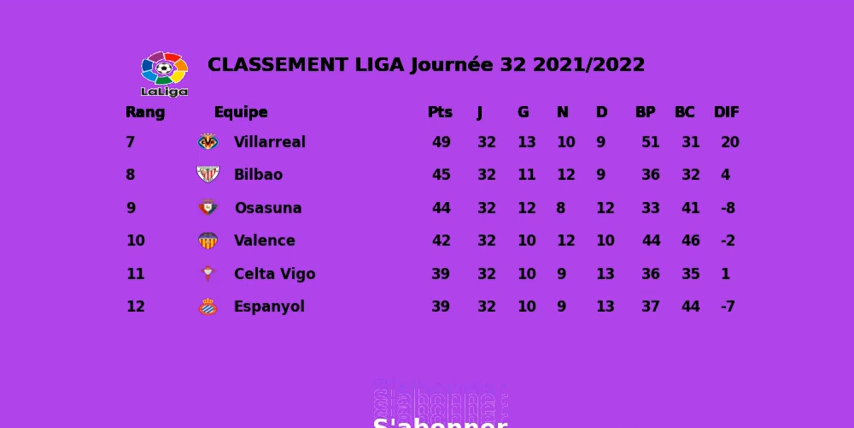 CLASSEMENT LIGA Journée 32 2021/2022
LaLiga
Rang Equipe Pts J G N D BP BC DIF
7 Villarreal 49 32 13 10 9 51 31 20
8 Bilbao 45 32 11 12 9 36 32 4
9 Osasuna 44 32 12 8 12 33 41 -8
10 Valence 42 32 10 12 10 44 46 -2
11 Celta Vigo 39 32 10 9 13 36 35 1
12 Espanyol 39 32 10 9 13 37 44 -7
S'abonner